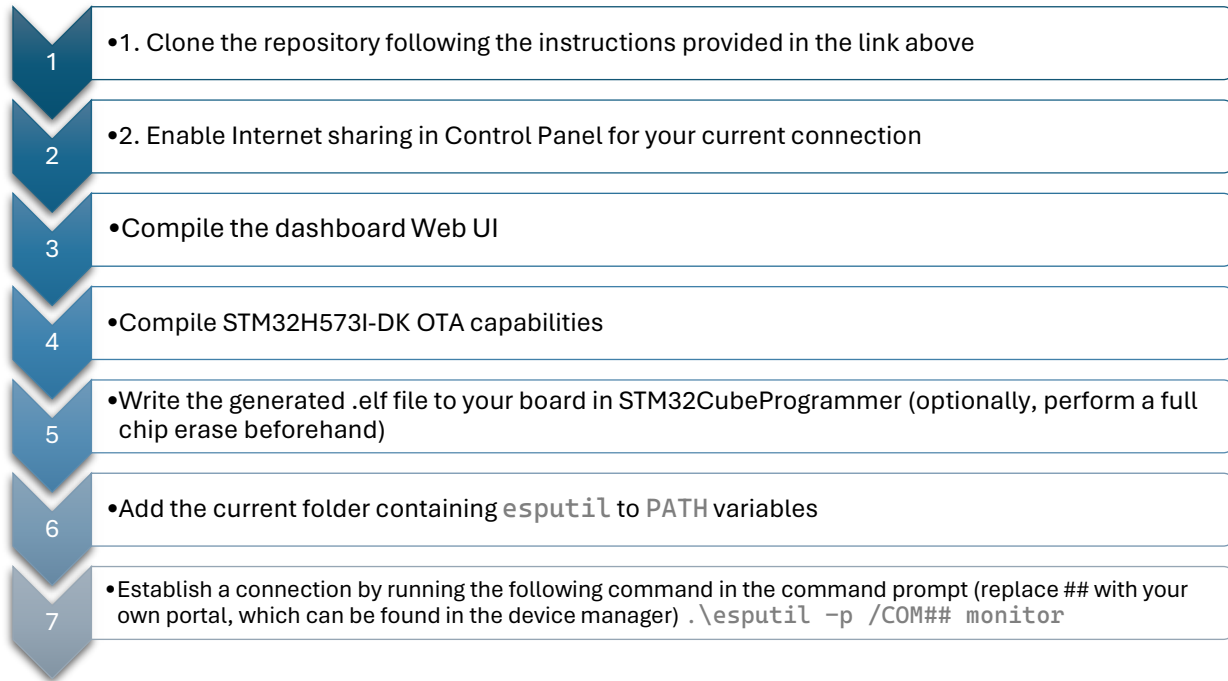 1
•1. Clone the repository following the instructions provided in the link above
2
•2. Enable Internet sharing in Control Panel for your current connection
3
•Compile the dashboard Web UI
4
•Compile STM32H573I-DK OTA capabilities
5
•Write the generated .elf file to your board in STM32CubeProgrammer (optionally, perform a full
chip erase beforehand)
6
•Add the current folder containing esputil to PATH variables
7
•Establish a connection by running the following command in the command prompt (replace ## with your
own portal, which can be found in the device manager) .\esputil -p /COM## monitor